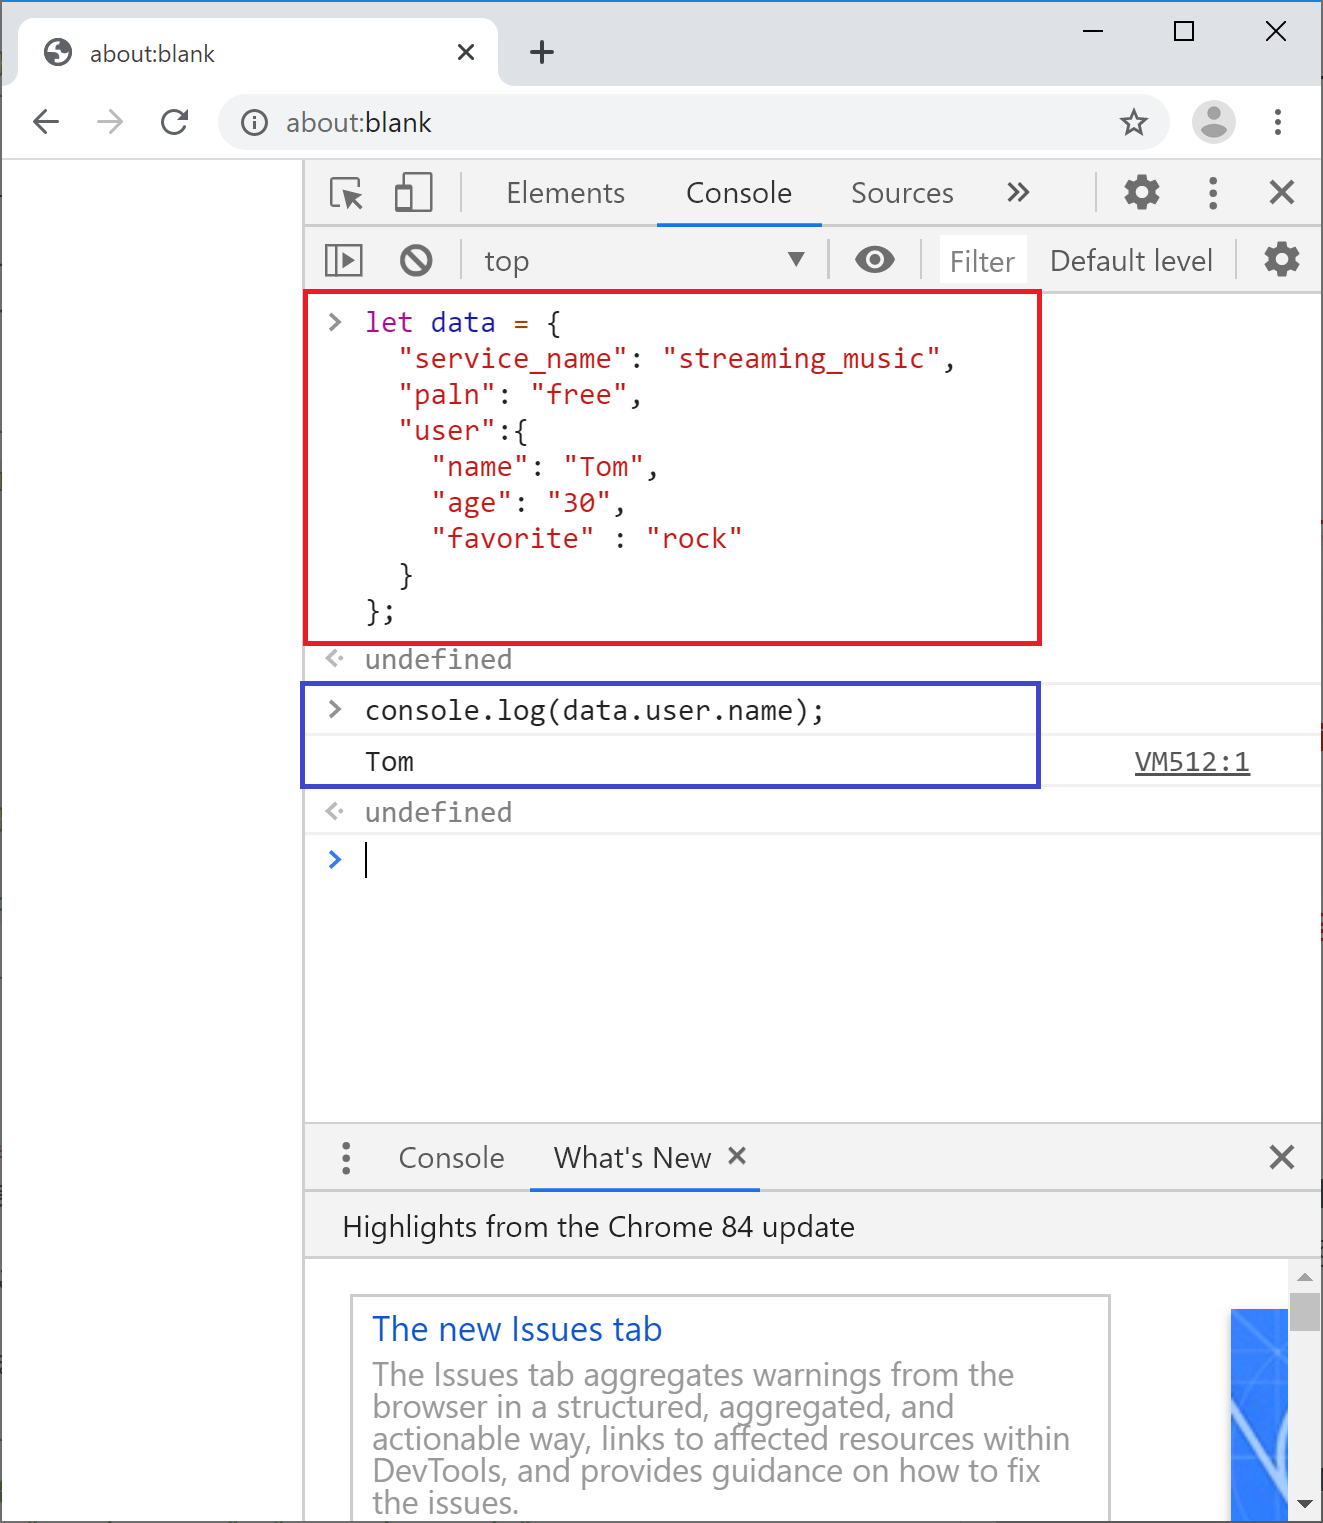 about:blank
about:blank
Elements Console Sources »
top Filter Default level
> let data = {
"service_name": "streaming_music",
"paln": "free",
"user":{
"name": "Tom",
"age": "30",
"favorite" : "rock"
}
};
undefined
> console.log(data.user.name);
Tom VM512:1
undefined
>
Console What's New
Highlights from the Chrome 84 update
The new Issues tab
The Issues tab aggregates warnings from the
browser in a structured, aggregated, and
actionable way, links to affected resources within
DevTools, and provides guidance on how to fix
the issues.